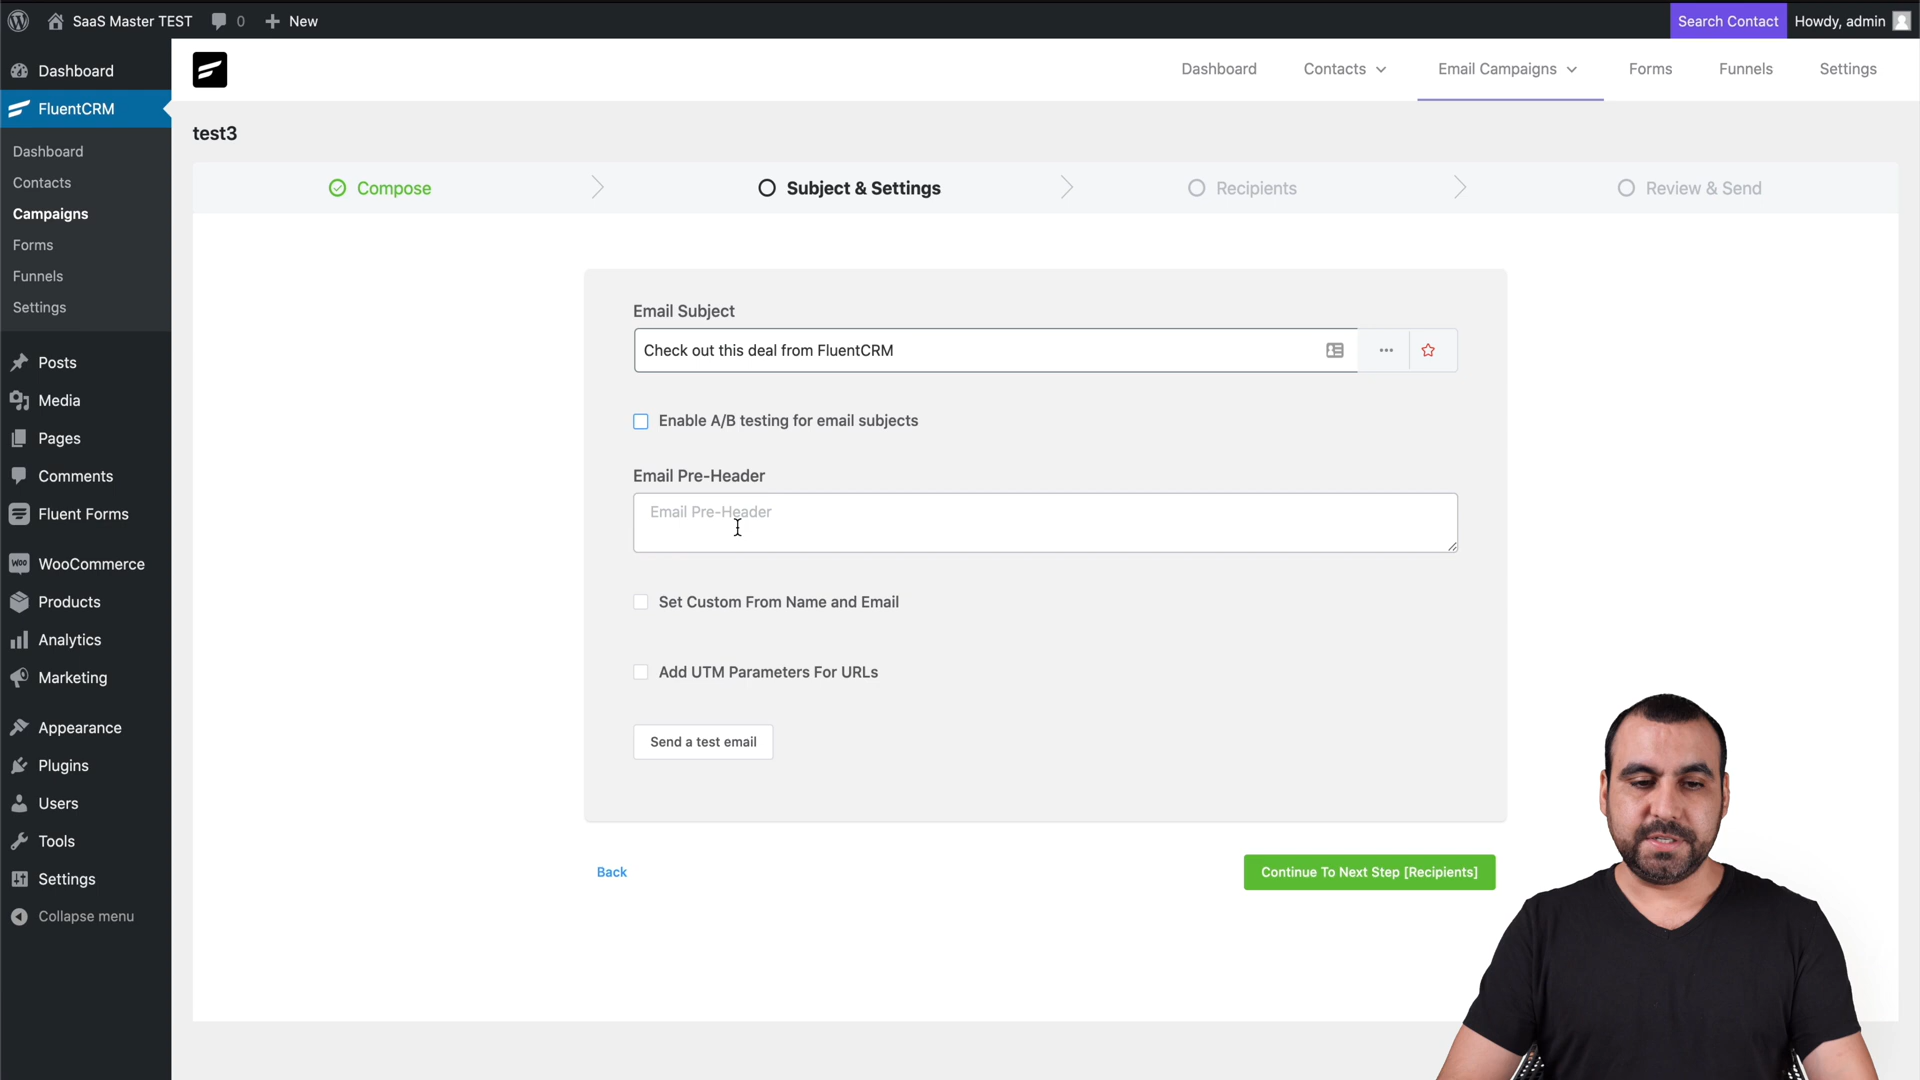 SaaS Master TEST
0
New
Search Contact
Howdy, admin
Dashboard
FluentCRM
Dashboard
Contacts
Campaigns
Forms
Funnels
Settings
Posts
Media
Pages
Comments
Fluent Forms
WooCommerce
Products
Analytics
Marketing
Appearance
Plugins
Users
Tools
Settings
Collapse menu
Dashboard
Contacts
Email Campaigns
Forms
Funnels
Settings
test3
Compose
Subject & Settings
Recipients
Review & Send
Email Subject
Check out this deal from FluentCRM
Enable A/B testing for email subjects
Email Pre-Header
Email Pre-Header
Set Custom From Name and Email
Add UTM Parameters For URLs
Send a test email
Back
Continue To Next Step [Recipients]